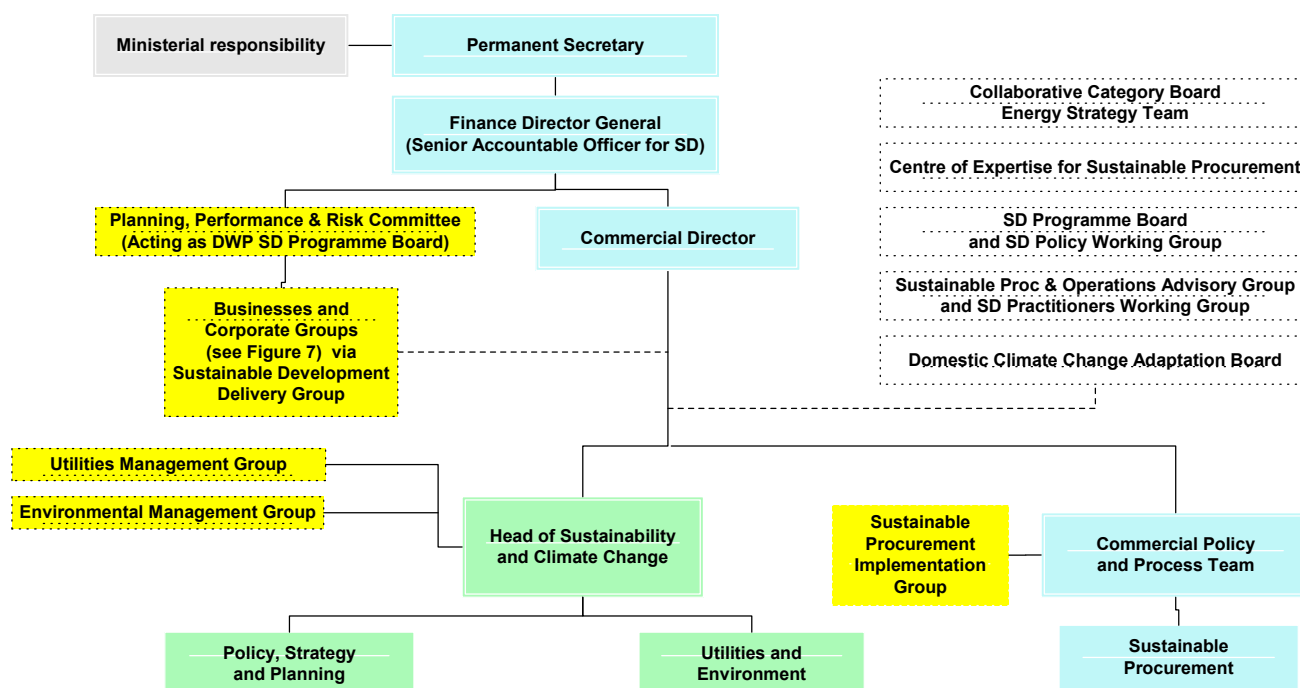 Ministerial responsibility
Permanent Secretary
Finance Director General
(Senior Accountable Officer for SD)
Collaborative Category Board
Energy Strategy Team
Centre of Expertise for Sustainable Procurement
Planning, Performance & Risk Committee
(Acting as DWP SD Programme Board)
Commercial Director
SD Programme Board
and SD Policy Working Group
Sustainable Proc & Operations Advisory Group
and SD Practitioners Working Group
Businesses and
Corporate Groups
(see Figure 7) via
Sustainable Development
Delivery Group
Domestic Climate Change Adaptation Board
Utilities Management Group
Environmental Management Group
Head of Sustainability
and Climate Change
Sustainable
Procurement
Implementation
Group
Commercial Policy
and Process Team
Policy, Strategy
and Planning
Utilities and
Environment
Sustainable
Procurement